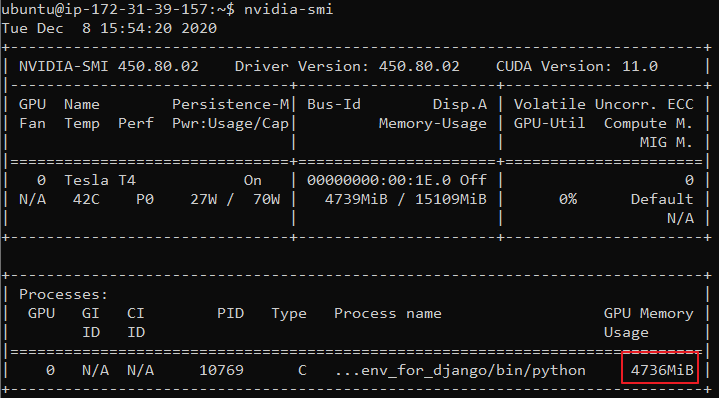 ubuntu@ip-172-31-39-157:~$ nvidia-smi
Tue Dec  8 15:54:20 2020
+-----------------------------------------------------------------------------+
| NVIDIA-SMI 450.80.02    Driver Version: 450.80.02    CUDA Version: 11.0     |
|-------------------------------+----------------------+----------------------+
| GPU  Name        Persistence-M| Bus-Id        Disp.A | Volatile Uncorr. ECC |
| Fan  Temp  Perf  Pwr:Usage/Cap|         Memory-Usage | GPU-Util  Compute M. |
|                               |                      |               MIG M. |
|===============================+======================+======================|
|   0  Tesla T4            On   | 00000000:00:1E.0 Off |                    0 |
| N/A   42C    P0    27W /  70W |   4739MiB / 15109MiB |      0%      Default |
|                               |                      |                  N/A |
+-------------------------------+----------------------+----------------------+

+-----------------------------------------------------------------------------+
| Processes:                                                                  |
|  GPU   GI   CI        PID   Type   Process name                  GPU Memory |
|        ID   ID                                                   Usage      |
|=============================================================================|
|    0   N/A  N/A     10769      C   ...env_for_django/bin/python     4736MiB |
+-----------------------------------------------------------------------------+